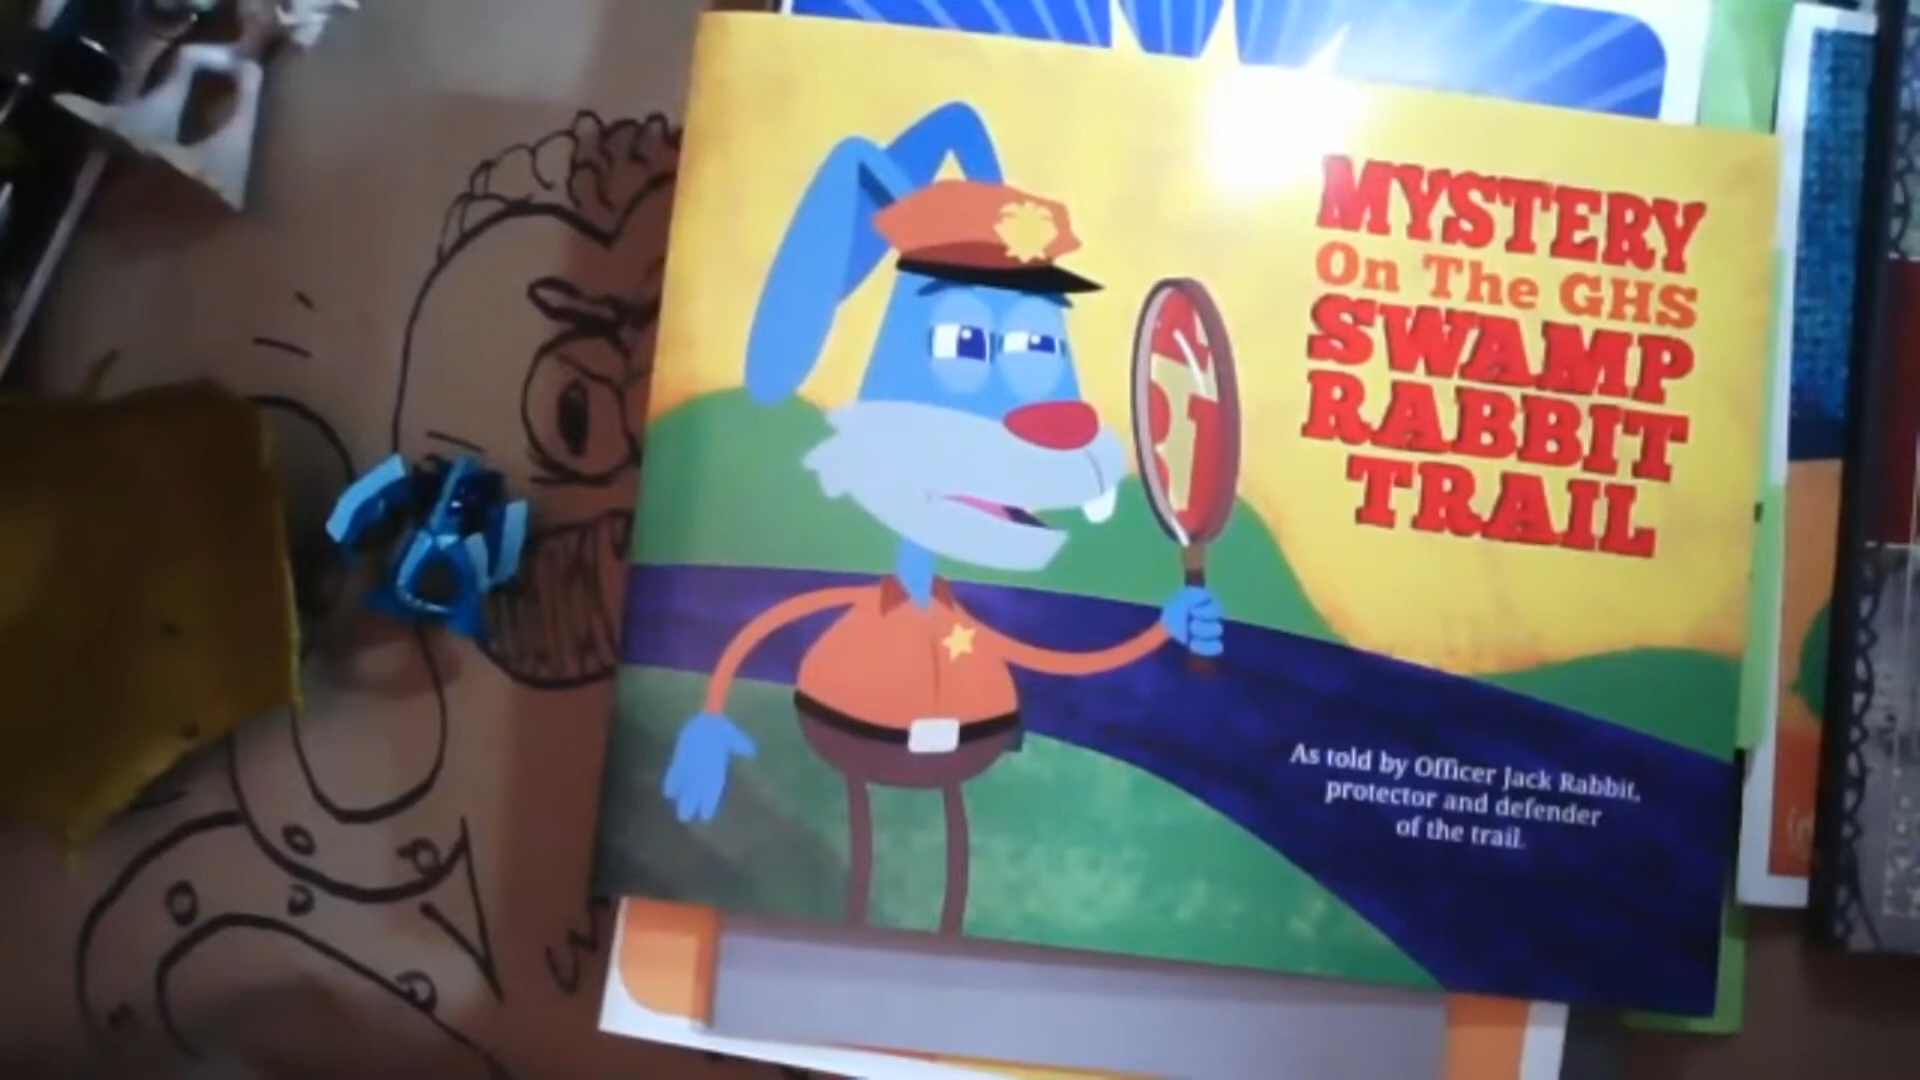 MYSTERY
On The GHS
SWAMP
RABBIT
TRAIL
As told by Officer Jack Rabbit,
protector and defender
of the trail.